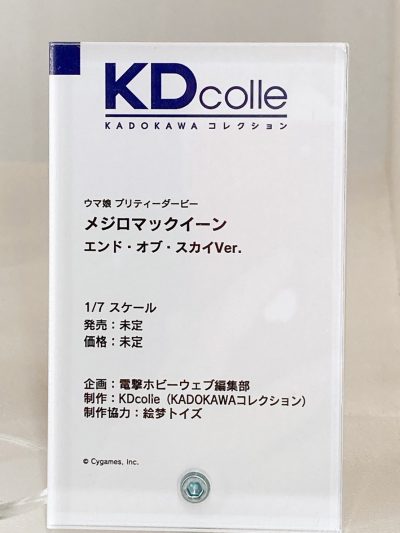 KDcolle
KADOKAWA コレクション
ウマ娘 プリティーダービー
メジロマックイーン
エンド・オブ・スカイVer.
1/7 スケール
発売：未定
価格：未定
企画：電撃ホビーウェブ編集部
制作：KDcolle（KADOKAWAコレクション）
制作協力：絵梦トイズ
© Cygames, Inc.